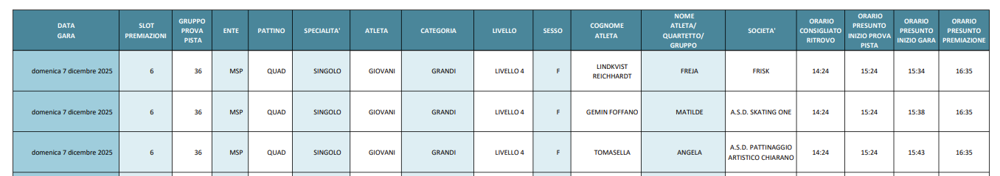 DATA GARA | SLOT PREMIAZIONI | GRUPPO PROVA PISTA | ENTE | PATTINO | SPECIALITA' | ATLETA | CATEGORIA | LIVELLO | SESSO | COGNOME ATLETA | NOME ATLETA/ QUARTETTO/ GRUPPO | SOCIETA' | ORARIO CONSIGLIATO RITROVO | ORARIO PRESUNTO INIZIO PROVA PISTA | ORARIO PRESUNTO INIZIO GARA | ORARIO PRESUNTO PREMIAZIONE
domenica 7 dicembre 2025 | 6 | 36 | MSP | QUAD | SINGOLO | GIOVANI | GRANDI | LIVELLO 4 | F | LINDKVIST REICHHARDT | FREJA | FRISK | 14:24 | 15:24 | 15:34 | 16:35
domenica 7 dicembre 2025 | 6 | 36 | MSP | QUAD | SINGOLO | GIOVANI | GRANDI | LIVELLO 4 | F | GEMIN FOFFANO | MATILDE | A.S.D. SKATING ONE | 14:24 | 15:24 | 15:38 | 16:35
domenica 7 dicembre 2025 | 6 | 36 | MSP | QUAD | SINGOLO | GIOVANI | GRANDI | LIVELLO 4 | F | TOMASELLA | ANGELA | A.S.D. PATTINAGGIO ARTISTICO CHIARANO | 14:24 | 15:24 | 15:43 | 16:35